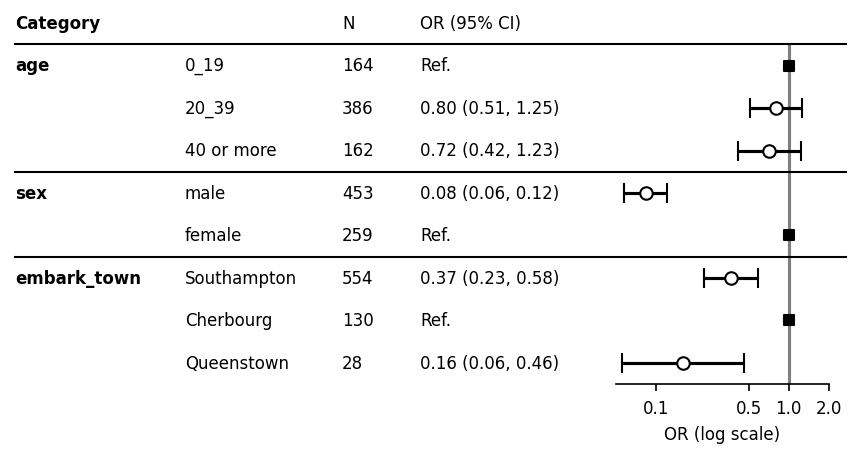 Category N OR (95% CI)
age 0_19 164 Ref.
20_39 386 0.80 (0.51, 1.25)
40 or more 162 0.72 (0.42, 1.23)
sex male 453 0.08 (0.06, 0.12)
female 259 Ref.
embark_town Southampton 554 0.37 (0.23, 0.58)
Cherbourg 130 Ref.
Queenstown 28 0.16 (0.06, 0.46)
0.1 0.5 1.0 2.0
OR (log scale)